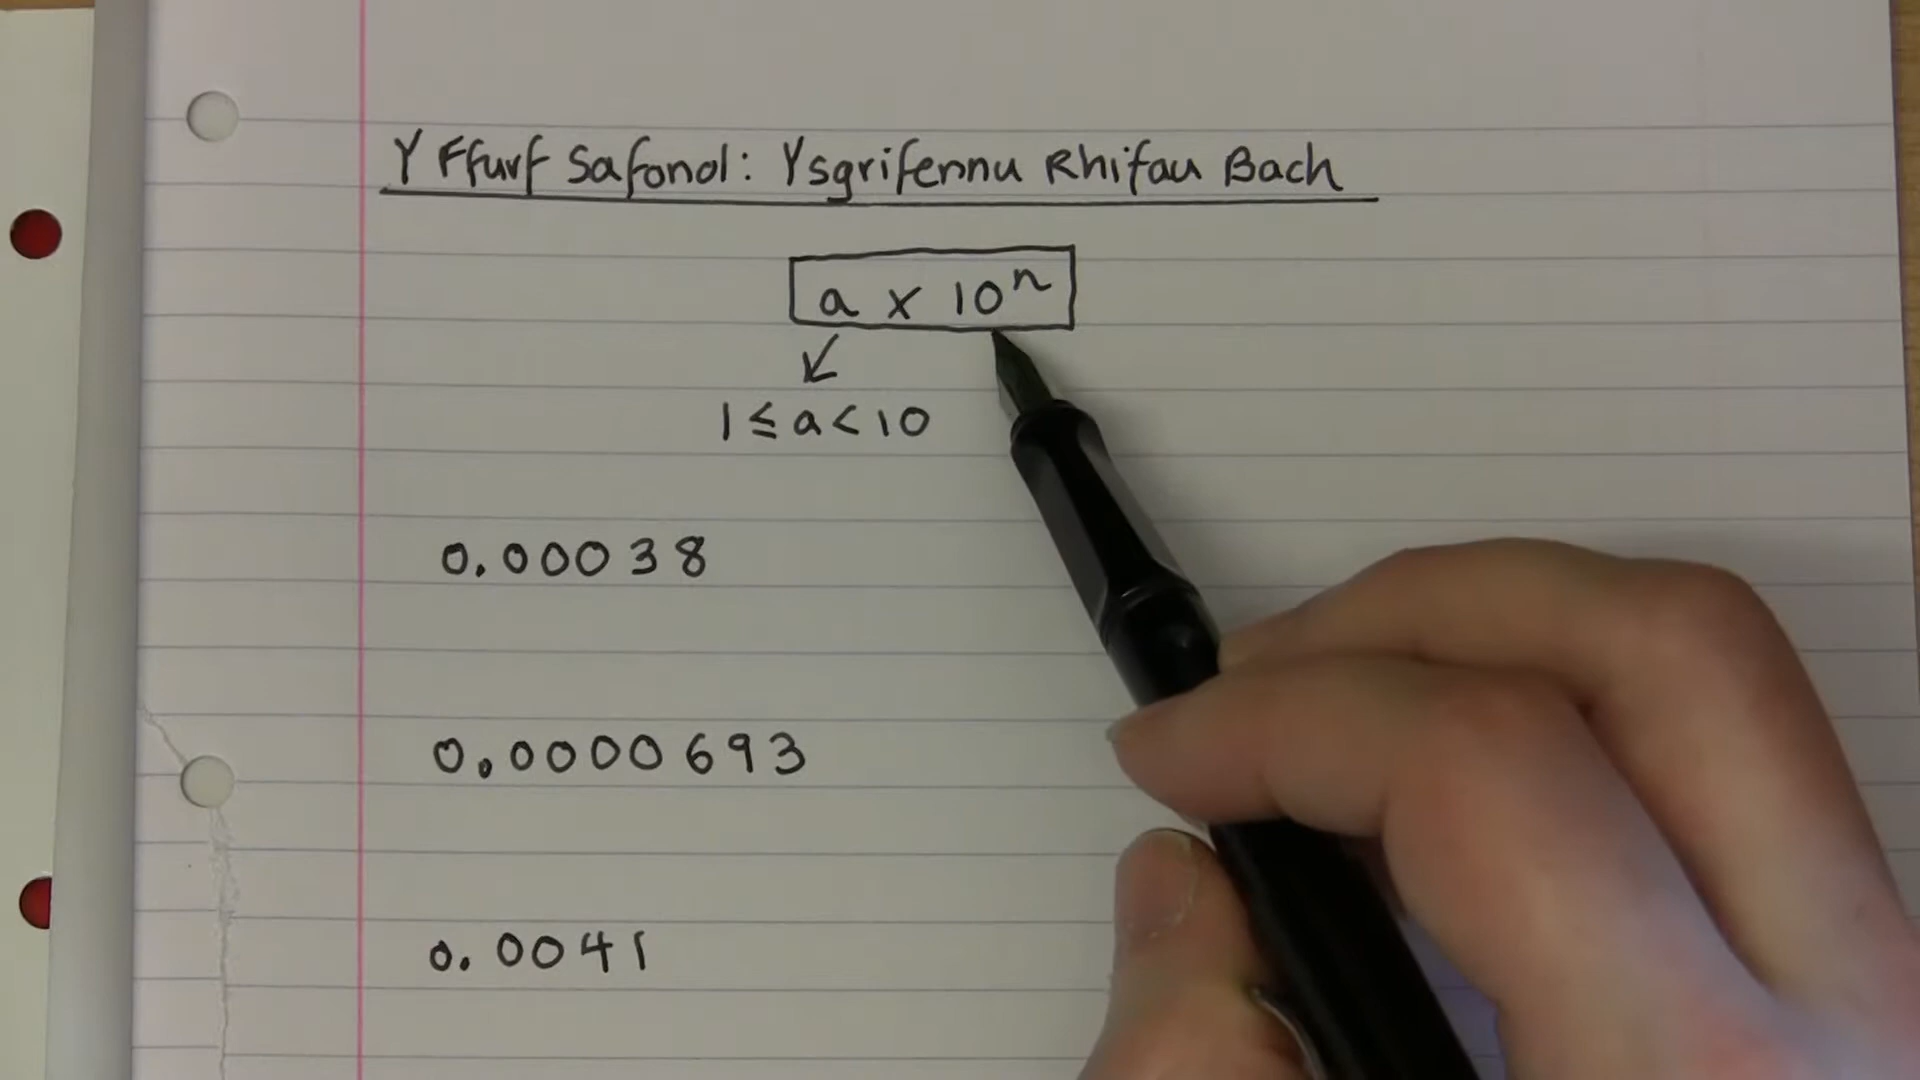 Y Ffurf Safonol: Ysgrifennu Rhifau Bach
a x 10ⁿ
1 ≤ a < 10
0.00038
0.0000693
0.0041